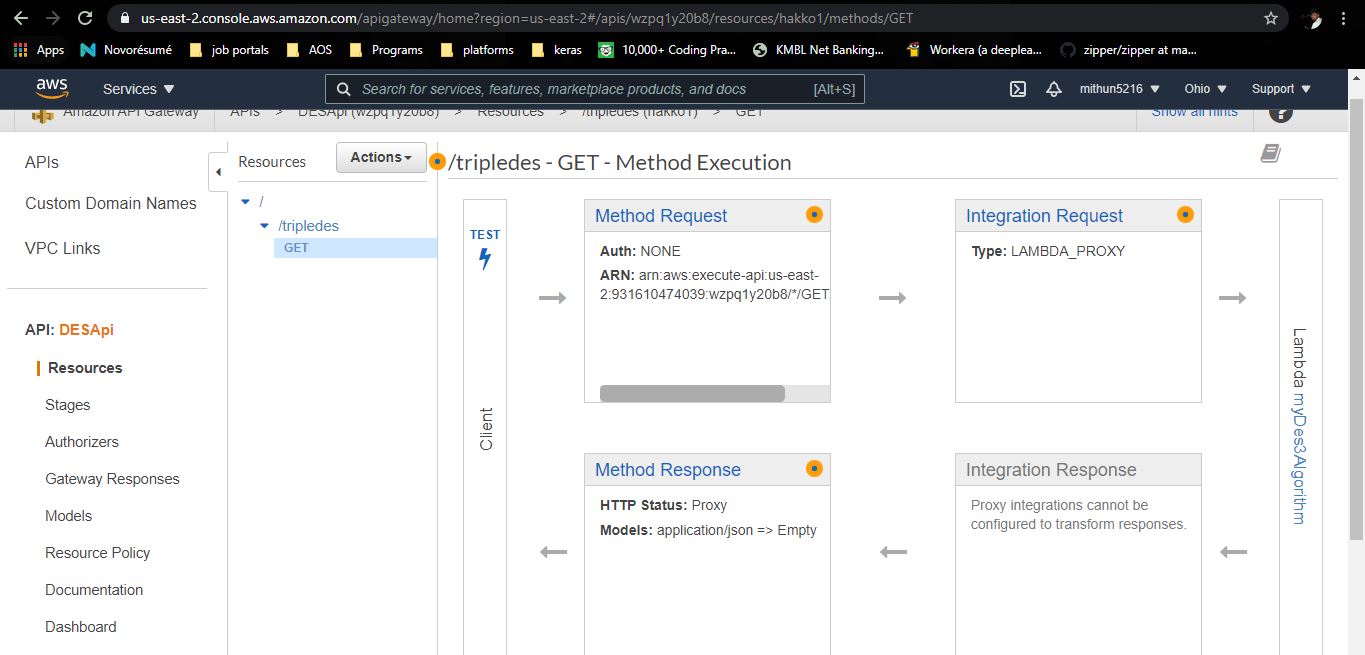 us-east-2.console.aws.amazon.com/apigateway/home?region=us-east-2#/apis/wzpq1y20b8/resources/hakko1/methods/GET
Apps Novorésumé job portals AOS Programs platforms keras 10,000+ Coding Pra... KMBL Net Banking... Workera (a deeplea... zipper/zipper at ma...
aws Services Search for services, features, marketplace products, and docs [Alt+S] mithun5216 Ohio Support
Amazon API Gateway APIs > DESApi (wzpq1y20b8) > Resources > /tripledes (hakko1) > GET Show all hints ?
APIs
Custom Domain Names
VPC Links
API: DESApi
Resources
Stages
Authorizers
Gateway Responses
Models
Resource Policy
Documentation
Dashboard
Resources Actions
/
/tripledes
GET
/tripledes - GET - Method Execution
TEST
Client
Method Request
Auth: NONE
ARN: arn:aws:execute-api:us-east-
2:931610474039:wzpq1y20b8/*/GET
Integration Request
Type: LAMBDA_PROXY
Lambda myDes3Algorithm
Method Response
HTTP Status: Proxy
Models: application/json => Empty
Integration Response
Proxy integrations cannot be
configured to transform responses.